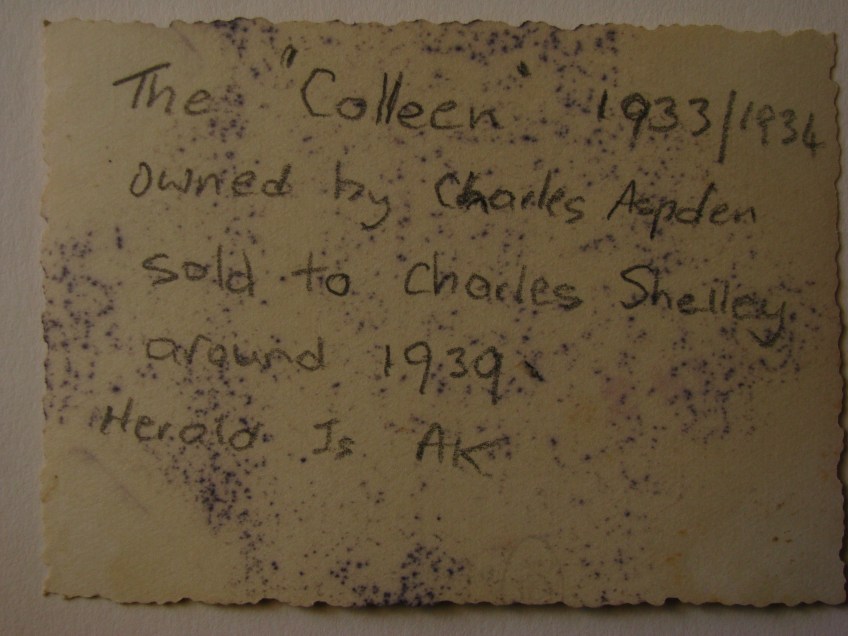 The "Colleen" 1933/1934
owned by Charles Aspden
sold to Charles Shelley
around 1939
Herald Is AK